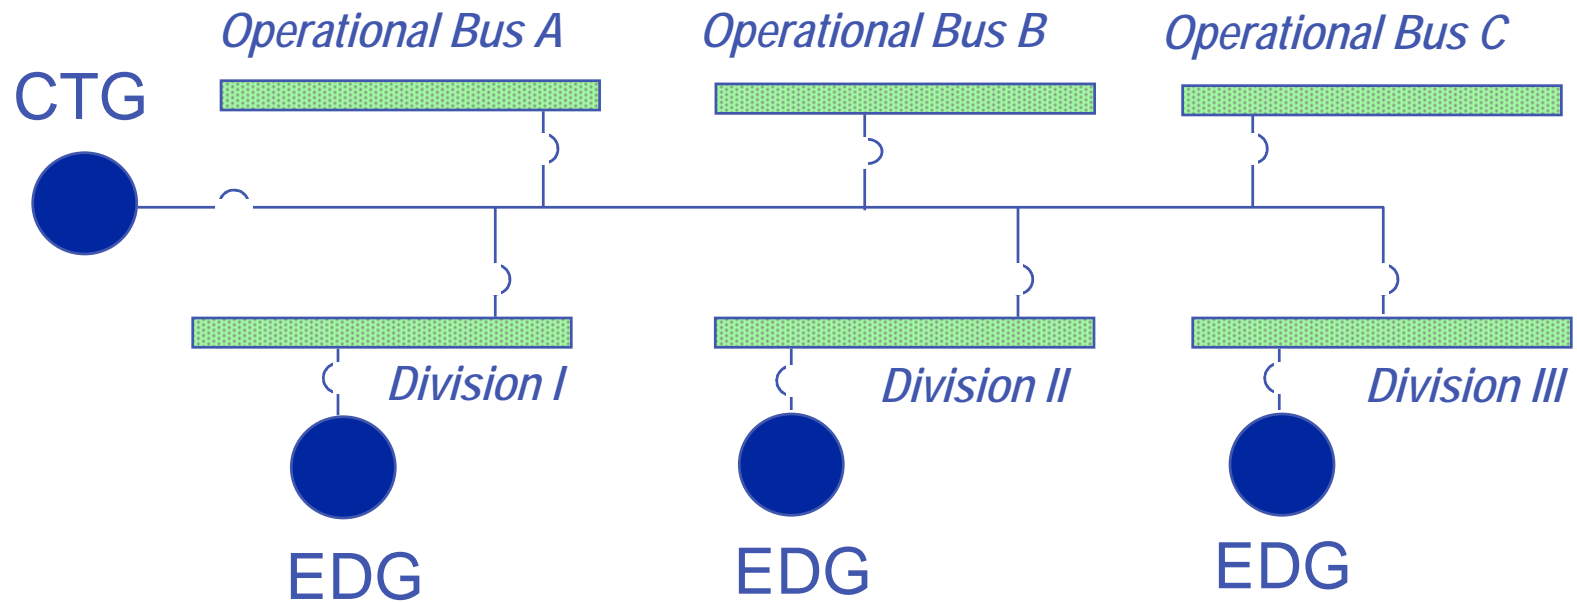 Operational Bus A
Operational Bus B
Operational Bus C
CTG
Division I
Division II
Division III
EDG
EDG
EDG